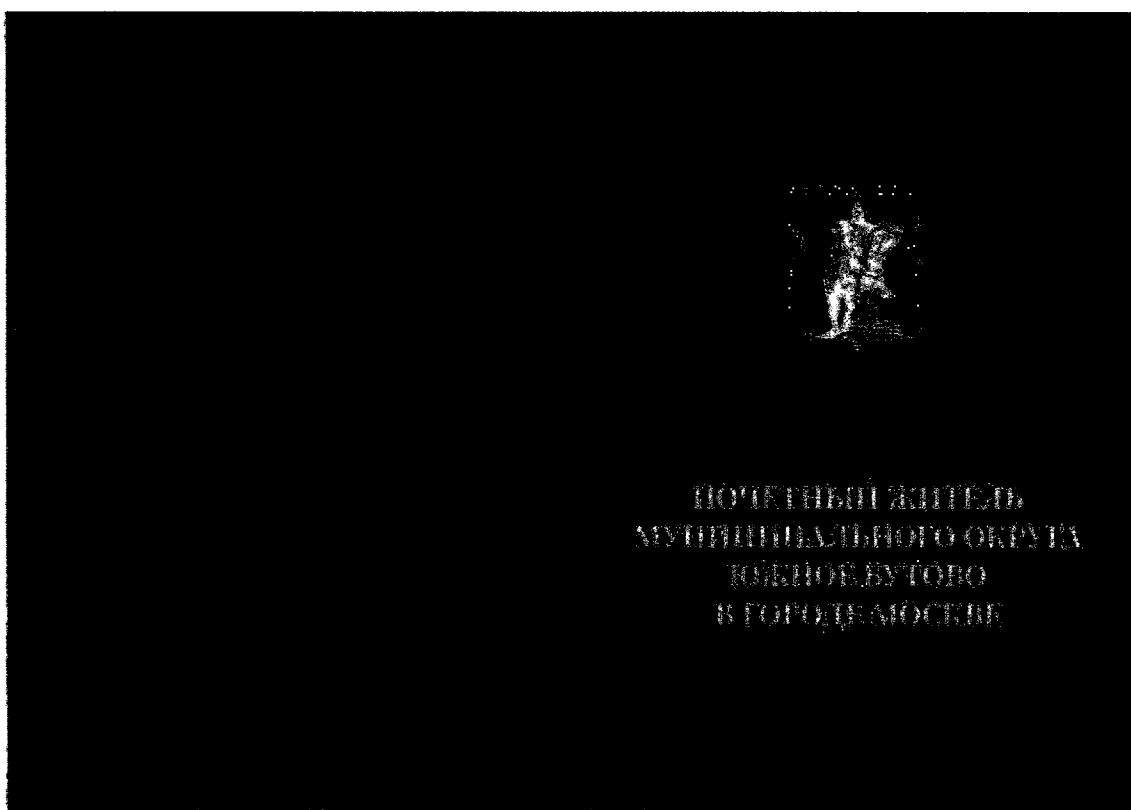 ПОЧЕТНЫЙ ЖИТЕЛЬ
МУНИЦИПАЛЬНОГО ОКРУГА
ЮЖНОЕ БУТОВО
В ГОРОДЕ МОСКВЕ